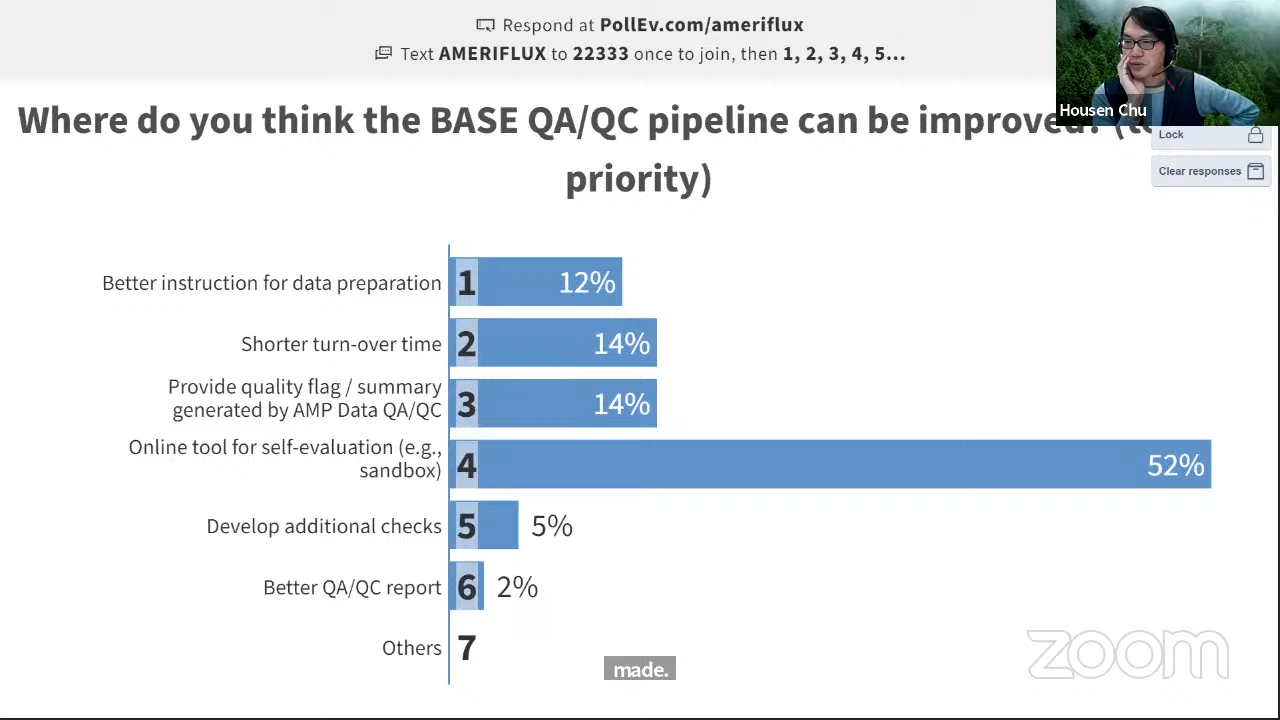 Respond at PollEv.com/ameriflux
Text AMERIFLUX to 22333 once to join, then 1, 2, 3, 4, 5...
Housen Chu
Where do you think the BASE QA/QC pipeline can be improved?
priority)
Lock
Clear responses
Better instruction for data preparation 1 12%
Shorter turn-over time 2 14%
Provide quality flag / summary
generated by AMP Data QA/QC 3 14%
Online tool for self-evaluation (e.g.,
sandbox) 4 52%
Develop additional checks 5 5%
Better QA/QC report 6 2%
Others 7
made.
zoom